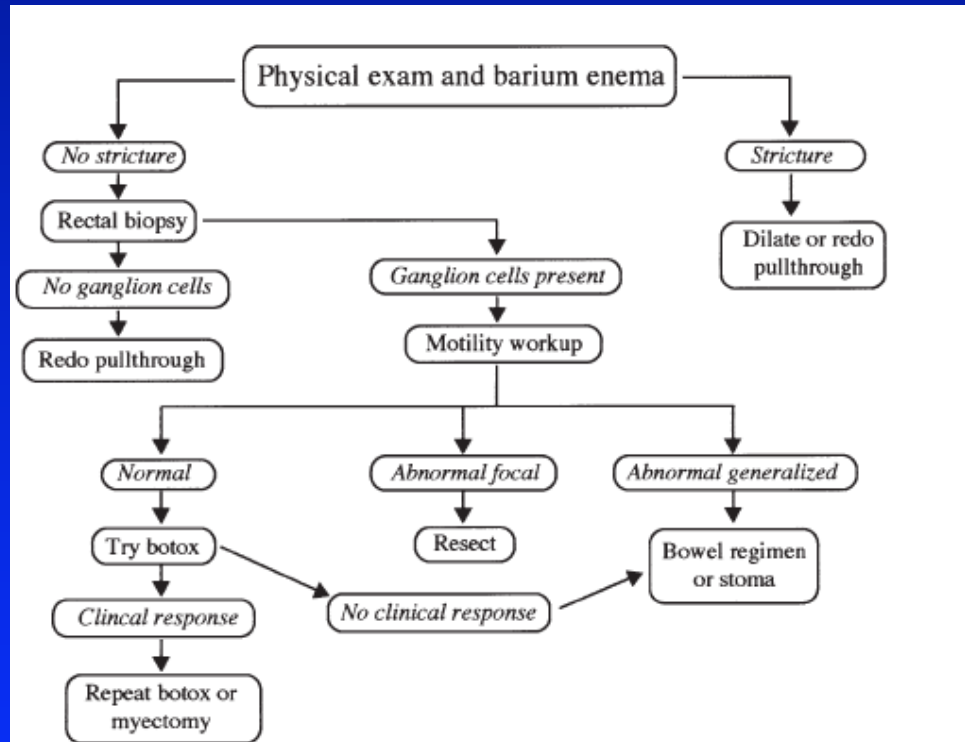 Physical exam and barium enema
No stricture
Stricture
Rectal biopsy
Dilate or redo
pullthrough
No ganglion cells
Ganglion cells present
Redo pullthrough
Motility workup
Normal
Abnormal focal
Abnormal generalized
Try botox
Resect
Bowel regimen
or stoma
Clincal response
No clinical response
Repeat botox or
myectomy